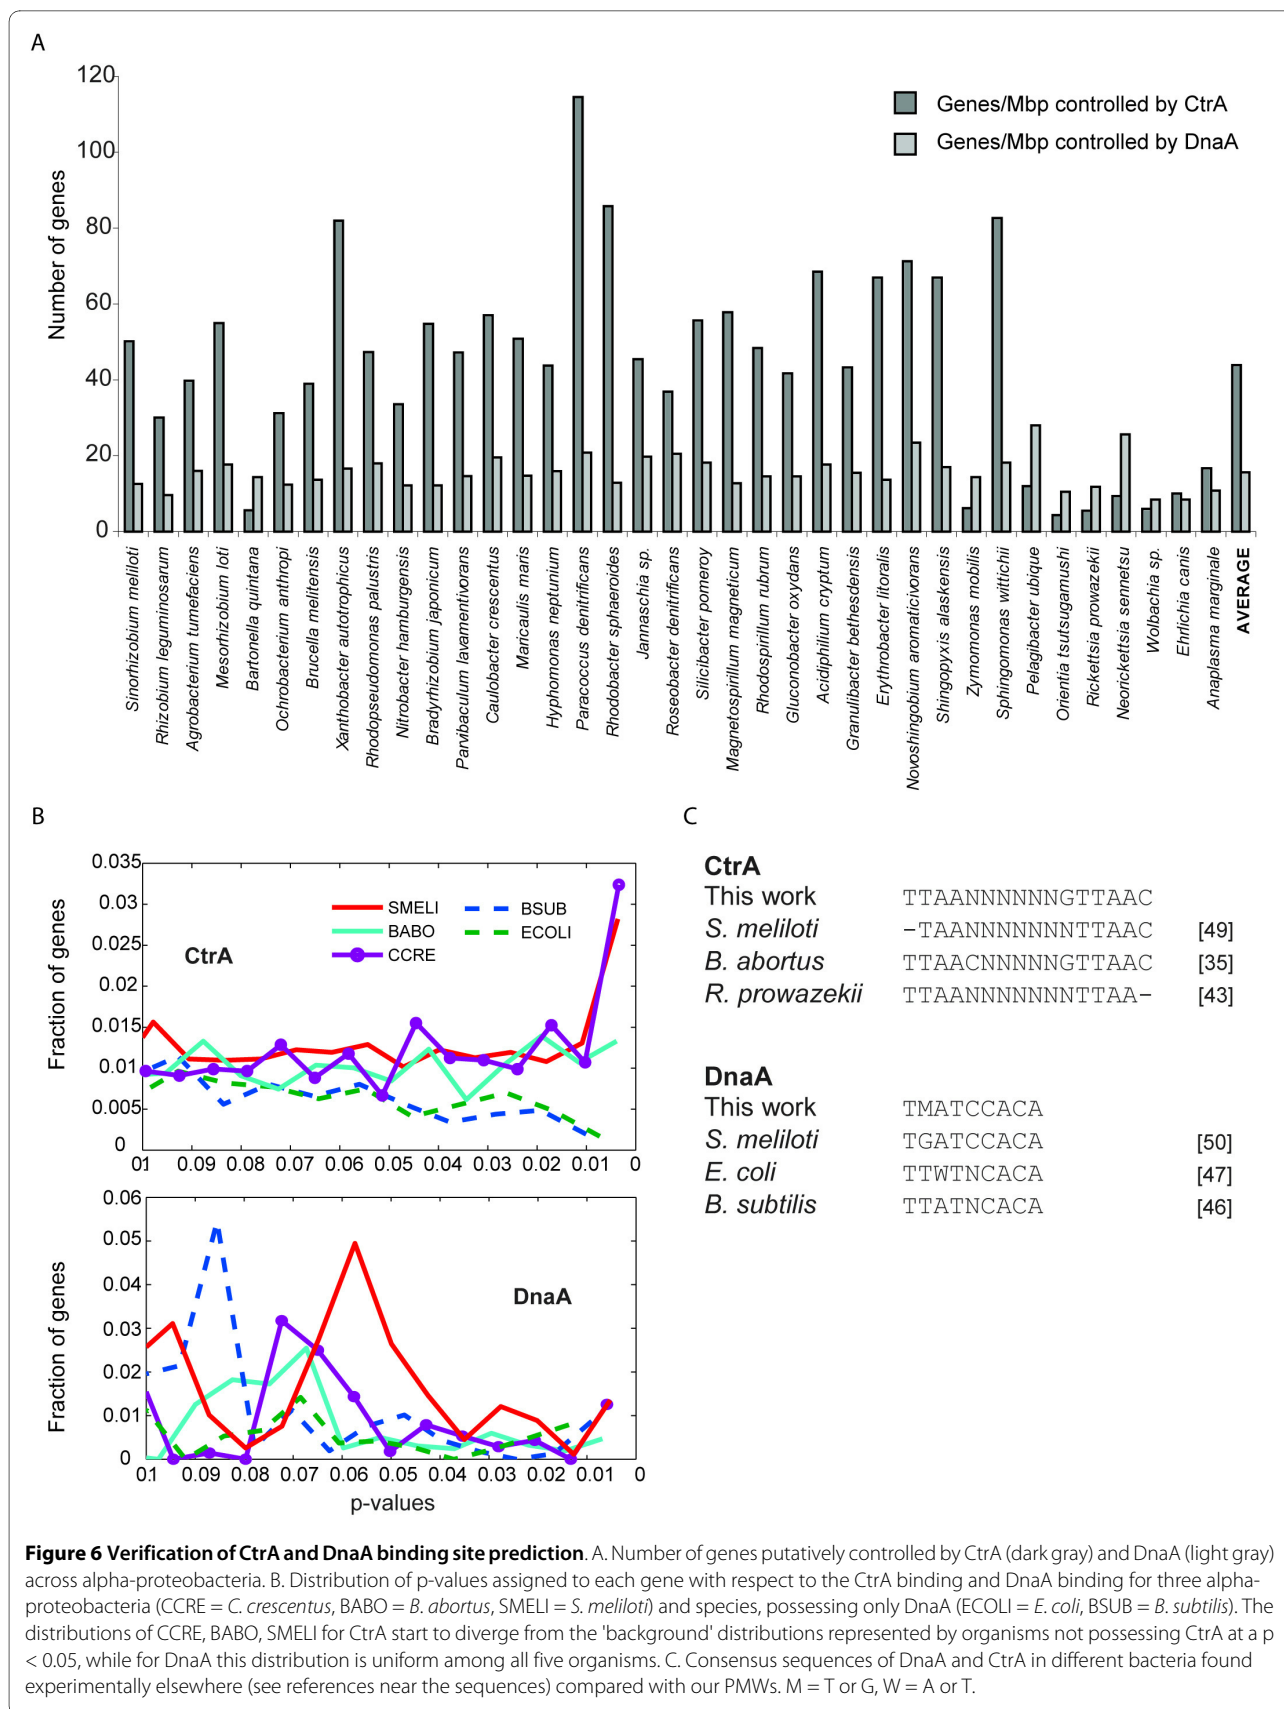 A
120
100
80
60
40
20
0
Number of genes
Genes/Mbp controlled by CtrA
Genes/Mbp controlled by DnaA
Sinorhizobium meliloti
Rhizobium leguminosarum
Agrobacterium tumefaciens
Mesorhizobium loti
Bartonella quintana
Ochrobacterium anthropi
Brucella melitensis
Xanthobacter autotrophicus
Rhodopseudomonas palustris
Nitrobacter hamburgensis
Bradyrhizobium japonicum
Parvibaculum lavamentivorans
Caulobacter crescentus
Maricaulis maris
Hyphomonas neptunium
Paracoccus denitrificans
Rhodobacter sphaeroides
Jannaschia sp.
Roseobacter denitrificans
Silicibacter pomeroy
Magnetospirillum magneticum
Rhodospirillum rubrum
Gluconobacter oxydans
Acidiphilium cryptum
Granulibacter bethesdensis
Erythrobacter litoralis
Novoshingobium aromaticivorans
Shingopyxis alaskensis
Zymomonas mobilis
Sphingomonas wittichii
Pelagibacter ubique
Orientia tsutsugamushi
Rickettsia prowazekii
Neorickettsia sennetsu
Wolbachia sp.
Ehrlichia canis
Anaplasma marginale
AVERAGE
B
0.035
0.03
0.025
0.02
0.015
0.01
0.005
0
Fraction of genes
CtrA
SMELI
BABO
CCRE
BSUB
ECOLI
01 0.09 0.08 0.07 0.06 0.05 0.04 0.03 0.02 0.01 0
0.06
0.05
0.04
0.03
0.02
0.01
0
Fraction of genes
DnaA
01 0.09 0.08 0.07 0.06 0.05 0.04 0.03 0.02 0.01 0
p-values
C
CtrA
This work TTAANNNNNNGTTAAC
S. meliloti -TAANNNNNNNTTAAC [49]
B. abortus TTAACNNNNNGTTAAC [35]
R. prowazekii TTAANNNNNNNTTAA- [43]
DnaA
This work TMATCCACA
S. meliloti TGATCCACA [50]
E. coli TTWTNCACA [47]
B. subtilis TTATNCACA [46]
Figure 6 Verification of CtrA and DnaA binding site prediction. A. Number of genes putatively controlled by CtrA (dark gray) and DnaA (light gray)
across alpha-proteobacteria. B. Distribution of p-values assigned to each gene with respect to the CtrA binding and DnaA binding for three alpha-
proteobacteria (CCRE = C. crescentus, BABO = B. abortus, SMELI = S. meliloti) and species, possessing only DnaA (ECOLI = E. coli, BSUB = B. subtilis). The
distributions of CCRE, BABO, SMELI for CtrA start to diverge from the 'background' distributions represented by organisms not possessing CtrA at a p
< 0.05, while for DnaA this distribution is uniform among all five organisms. C. Consensus sequences of DnaA and CtrA in different bacteria found
experimentally elsewhere (see references near the sequences) compared with our PMWs. M = T or G, W = A or T.